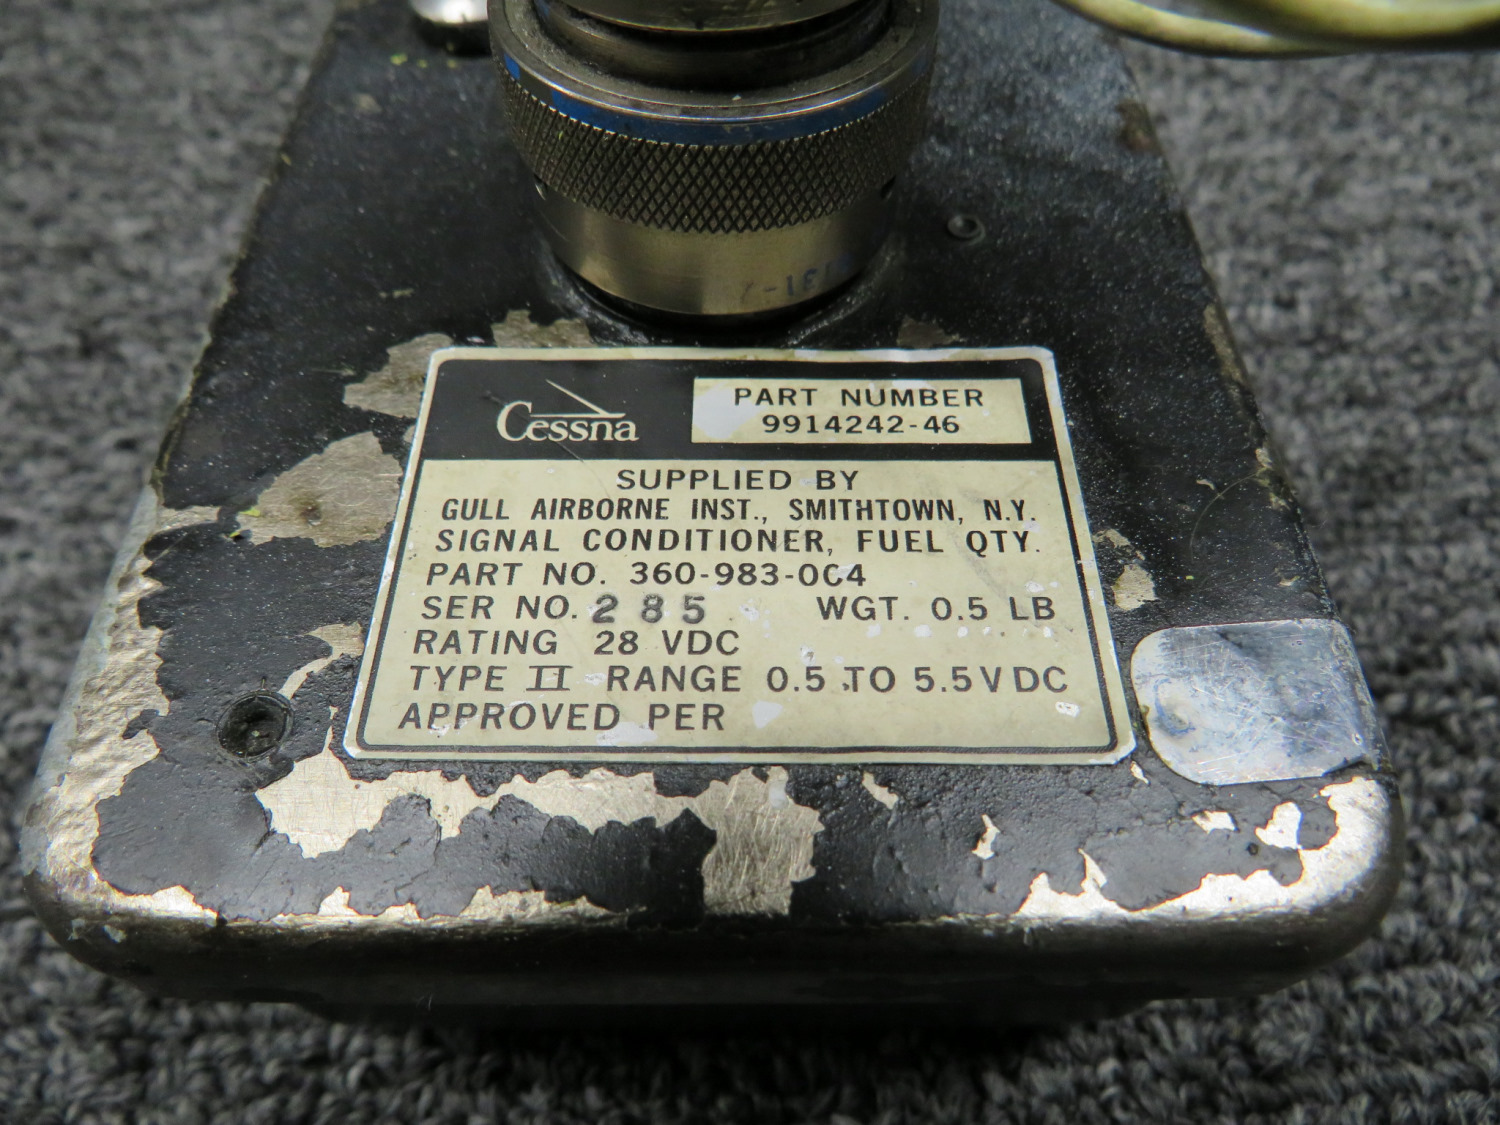 Cessna
PART NUMBER
9914242-46
SUPPLIED BY
GULL AIRBORNE INST., SMITHTOWN, N.Y.
SIGNAL CONDITIONER, FUEL QTY.
PART NO. 360-983-004
SER NO. 285 WGT. 0.5 LB
RATING 28 VDC
TYPE II RANGE 0.5 TO 5.5VDC
APPROVED PER